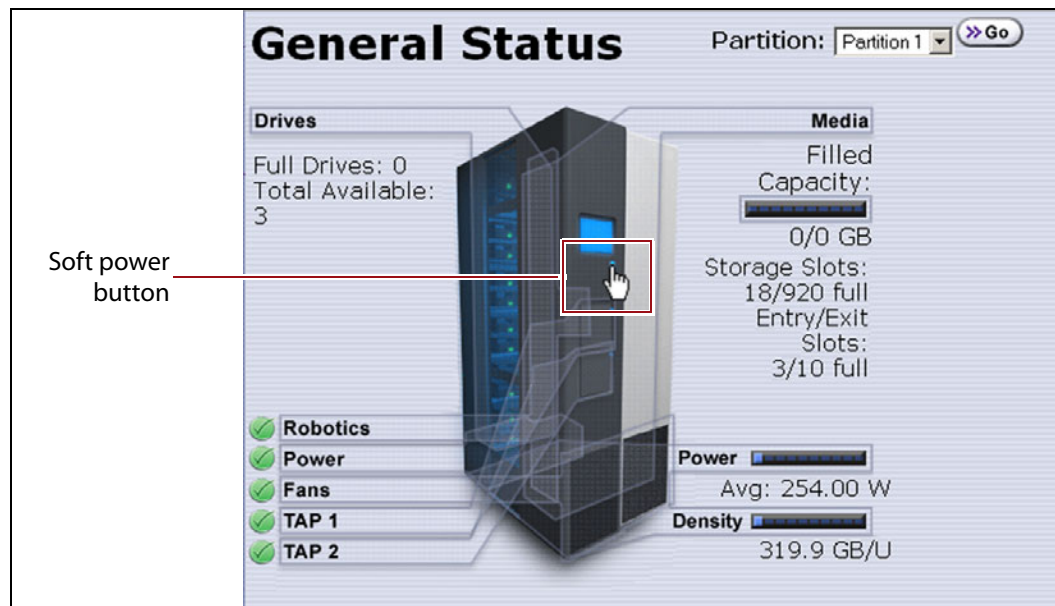 General Status
Partition: Partition 1 >> Go
Drives
Full Drives: 0
Total Available:
3
Media
Filled
Capacity:
0/0 GB
Storage Slots:
18/920 full
Entry/Exit
Slots:
3/10 full
Soft power
button
Robotics
Power
Fans
TAP 1
TAP 2
Power
Avg: 254.00 W
Density
319.9 GB/U